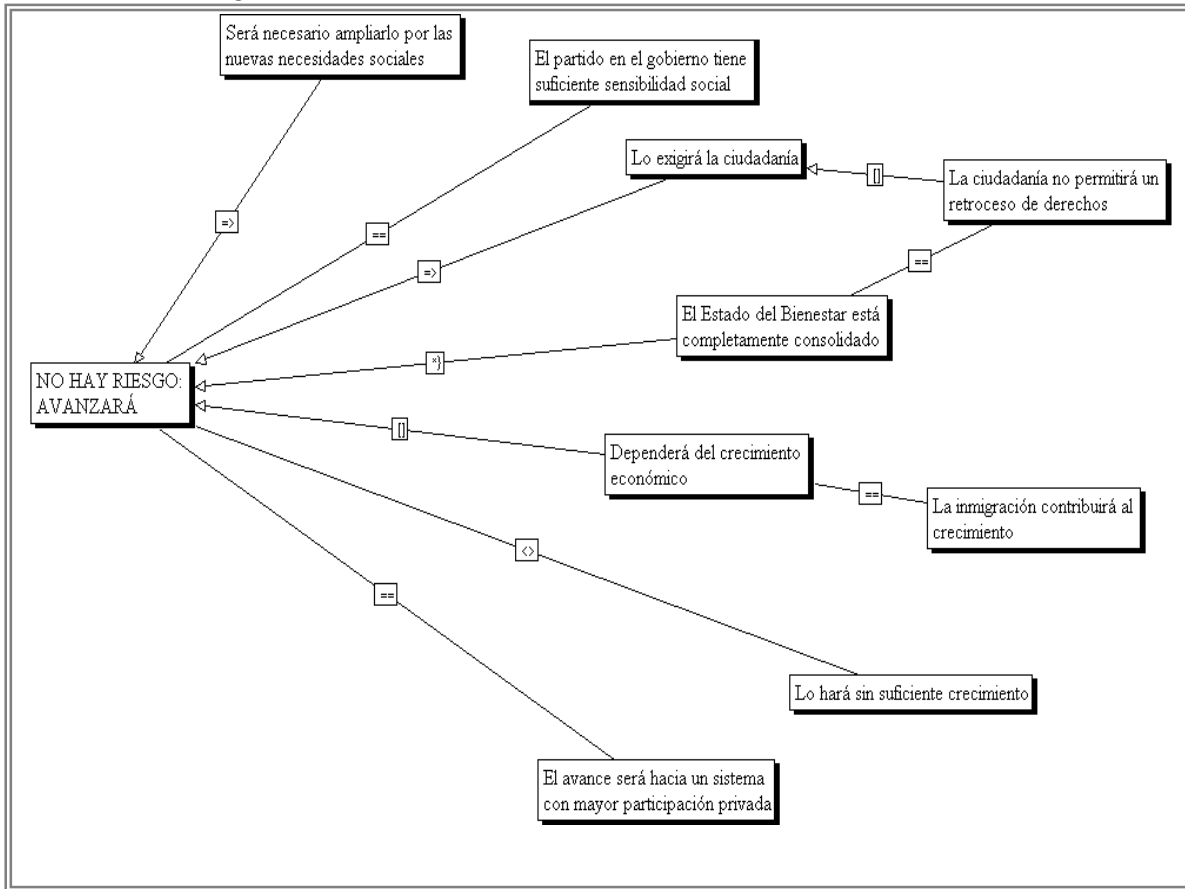 Será necesario ampliarlo por las
nuevas necesidades sociales
El partido en el gobierno tiene
suficiente sensibilidad social
Lo exigirá la ciudadanía
[]
La ciudadanía no permitirá un
retroceso de derechos
=>
==
=>
==
El Estado del Bienestar está
completamente consolidado
*}
NO HAY RIESGO:
AVANZARÁ
[]
Dependerá del crecimiento
económico
==
La inmigración contribuirá al
crecimiento
<>
==
Lo hará sin suficiente crecimiento
El avance será hacia un sistema
con mayor participación privada